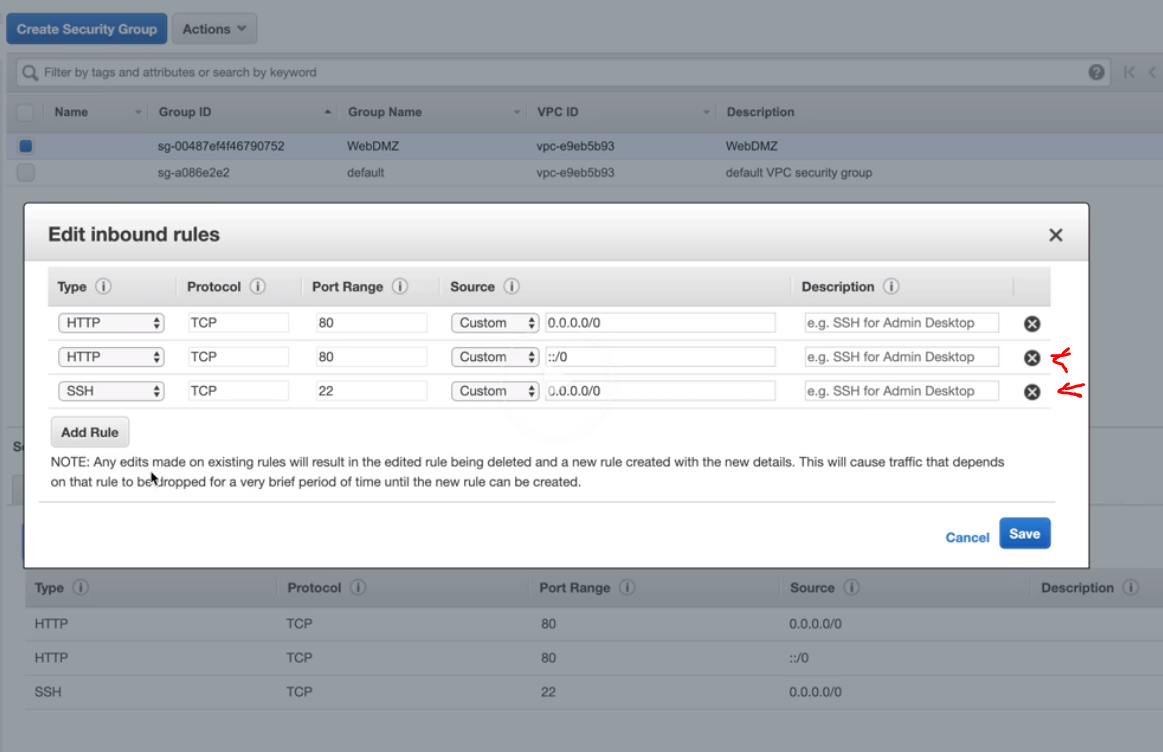 Create Security Group Actions
Filter by tags and attributes or search by keyword
Name Group ID Group Name VPC ID Description
sg-00487ef4f46790752 WebDMZ vpc-e9eb5b93 WebDMZ
sg-a086e2e2 default vpc-e9eb5b93 default VPC security group
Edit inbound rules
Type Protocol Port Range Source Description
HTTP TCP 80 Custom 0.0.0.0/0 e.g. SSH for Admin Desktop
HTTP TCP 80 Custom ::/0 e.g. SSH for Admin Desktop
SSH TCP 22 Custom 0.0.0.0/0 e.g. SSH for Admin Desktop
Add Rule
NOTE: Any edits made on existing rules will result in the edited rule being deleted and a new rule created with the new details. This will cause traffic that depends
on that rule to be dropped for a very brief period of time until the new rule can be created.
Cancel Save
Type Protocol Port Range Source Description
HTTP TCP 80 0.0.0.0/0
HTTP TCP 80 ::/0
SSH TCP 22 0.0.0.0/0